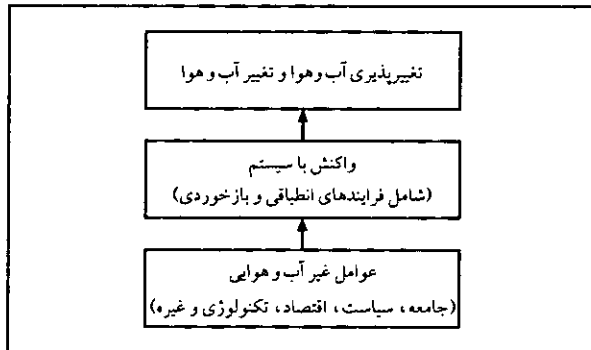 تغییرپذیری آب وهوا و تغییر آب و هوا
واکنش با سیستم
(شامل فرایندهای انطباقی و بازخوردی)
عوامل غیر آب و هوایی
(جامعه، سیاست، اقتصاد، تکنولوژی و غیره)